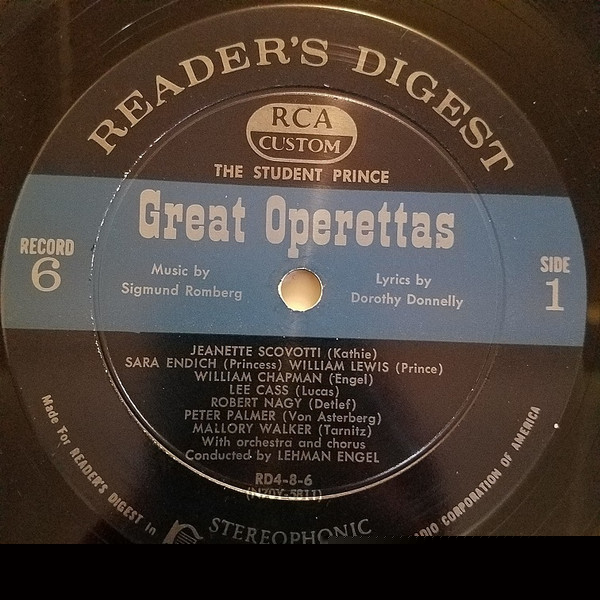 READER'S DIGEST
RCA
CUSTOM
THE STUDENT PRINCE
Great Operettas
RECORD
6
SIDE
1
Music by
Sigmund Romberg
Lyrics by
Dorothy Donnelly
JEANETTE SCOVOTTI (Kathie)
SARA ENDICH (Princess) WILLIAM LEWIS (Prince)
WILLIAM CHAPMAN (Engel)
LEE CASS (Lucas)
ROBERT NAGY (Detlef)
PETER PALMER (Von Asterberg)
MALLORY WALKER (Tarnitz)
With orchestra and chorus
Conducted by LEHMAN ENGEL
RD4-8-6
(N2OY-5811)
STEREOPHONIC
Made For READER'S DIGEST in
CORPORATION OF AMERICA